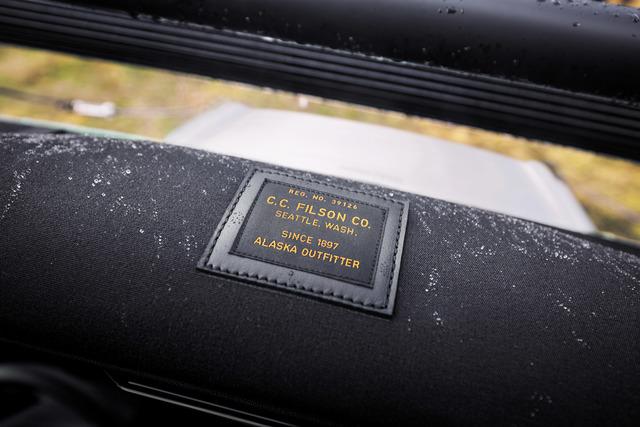 REG. NO. 39126
C.C. FILSON CO.
SEATTLE, WASH.
SINCE 1897
ALASKA OUTFITTER